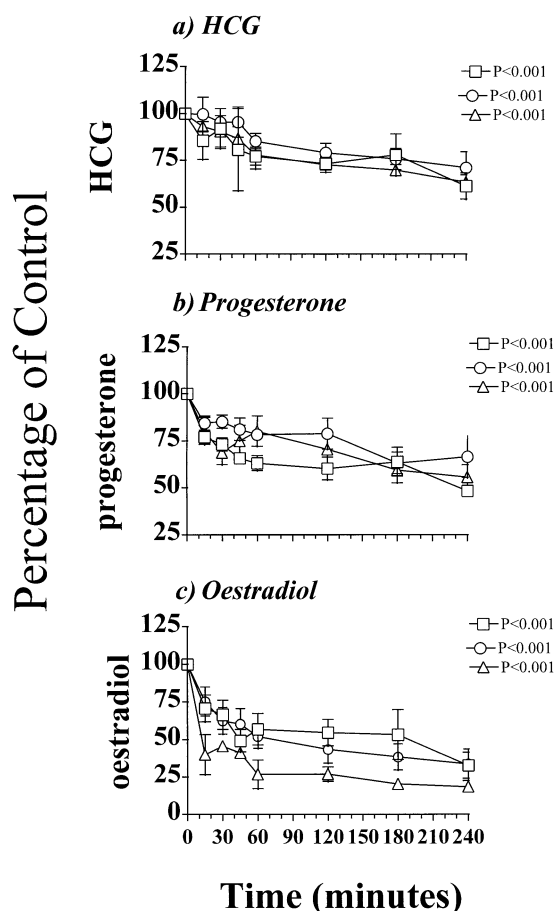 a) HCG
125
100
75
50
25
HCG
P<0.001
P<0.001
P<0.001
Percentage of Control
b) Progesterone
125
100
75
50
25
progesterone
P<0.001
P<0.001
P<0.001
c) Oestradiol
125
100
75
50
25
0
oestradiol
P<0.001
P<0.001
P<0.001
0 30 60 90 120 150 180 210 240
Time (minutes)